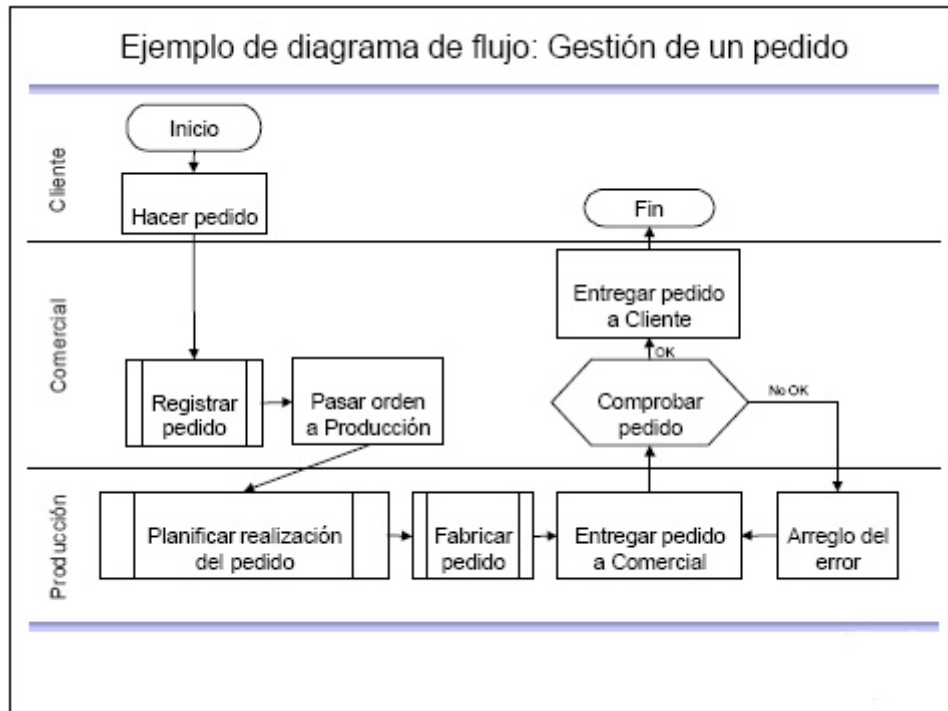 Ejemplo de diagrama de flujo: Gestión de un pedido
Cliente
Inicio
Hacer pedido
Fin
Comercial
Entregar pedido
a Cliente
OK
Registrar
pedido
Pasar orden
a Producción
Comprobar
pedido
No OK
Producción
Planificar realización
del pedido
Fabricar
pedido
Entregar pedido
a Comercial
Arreglo del
error